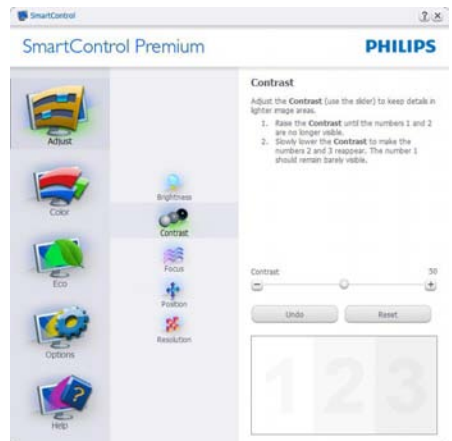 SmartControl
SmartControl Premium
PHILIPS
Adjust
Color
Eco
Options
Help
Brightness
Contrast
Focus
Position
Resolution
Contrast
Adjust the Contrast (use the slider) to keep details in
lighter image areas.
1. Raise the Contrast until the numbers 1 and 2
are no longer visible.
2. Slowly lower the Contrast to make the
numbers 2 and 3 reappear. The number 1
should remain barely visible.
Contrast 50
Undo Reset
1 2 3